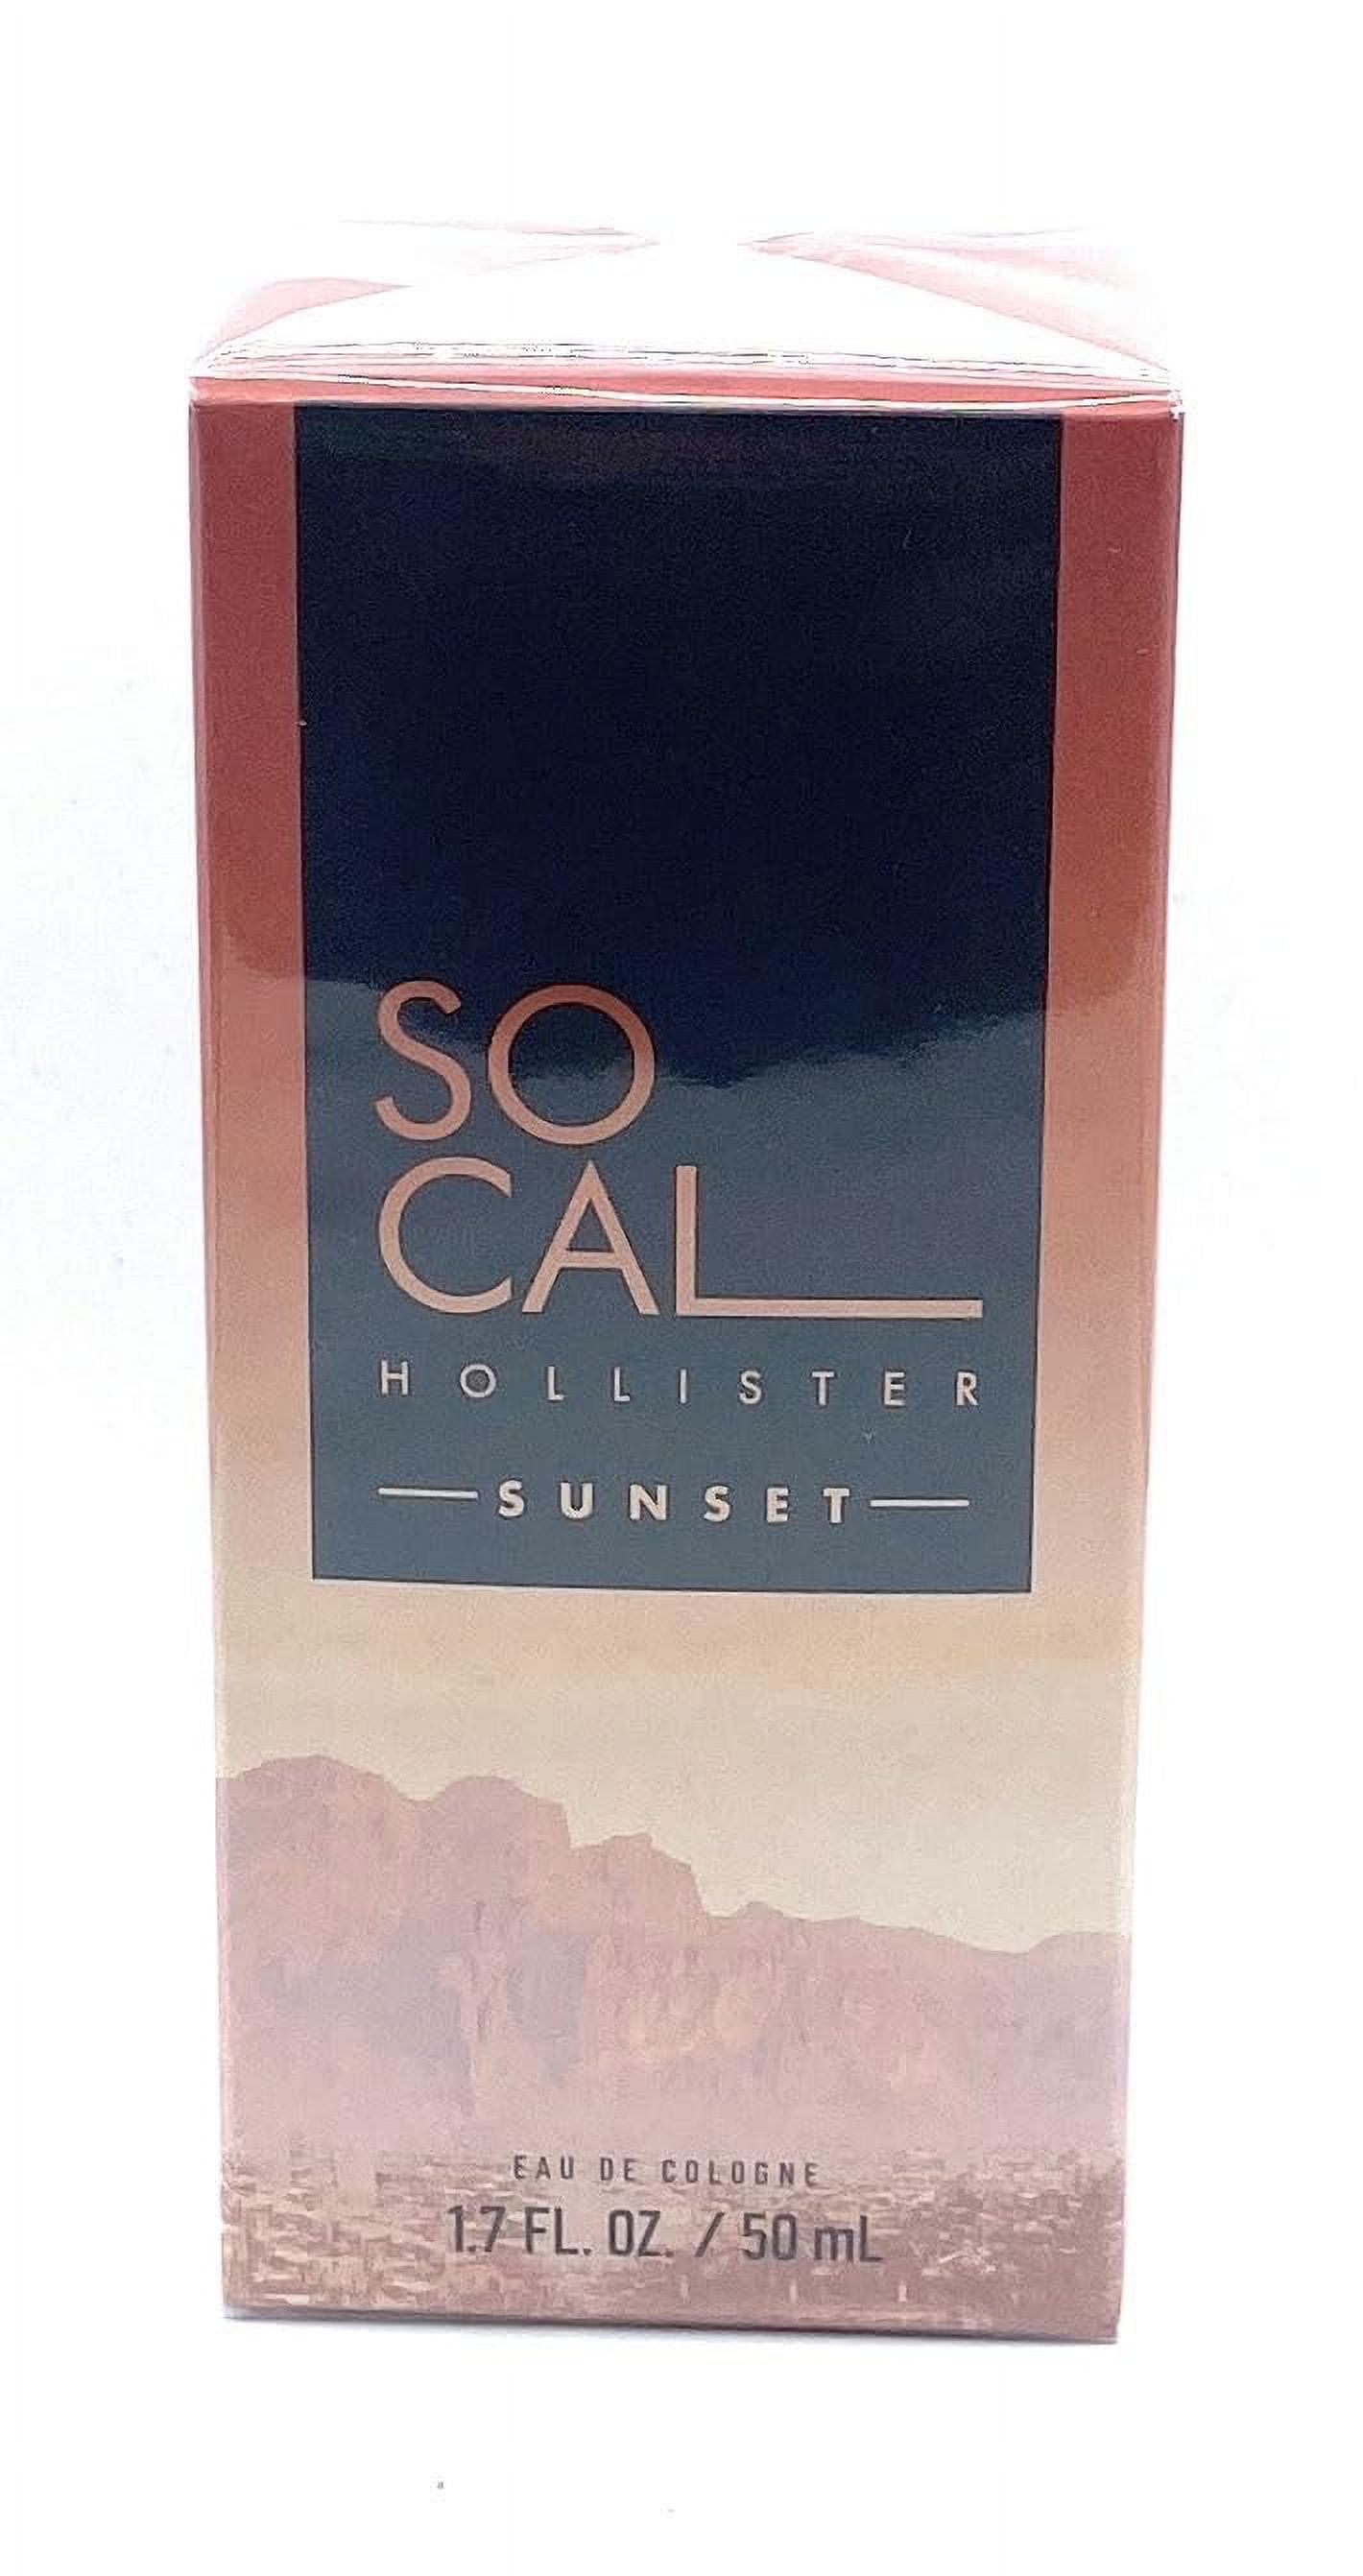 SO
CAL
HOLLISTER
SUNSET
EAU DE COLOGNE
1.7 FL. OZ. / 50 mL